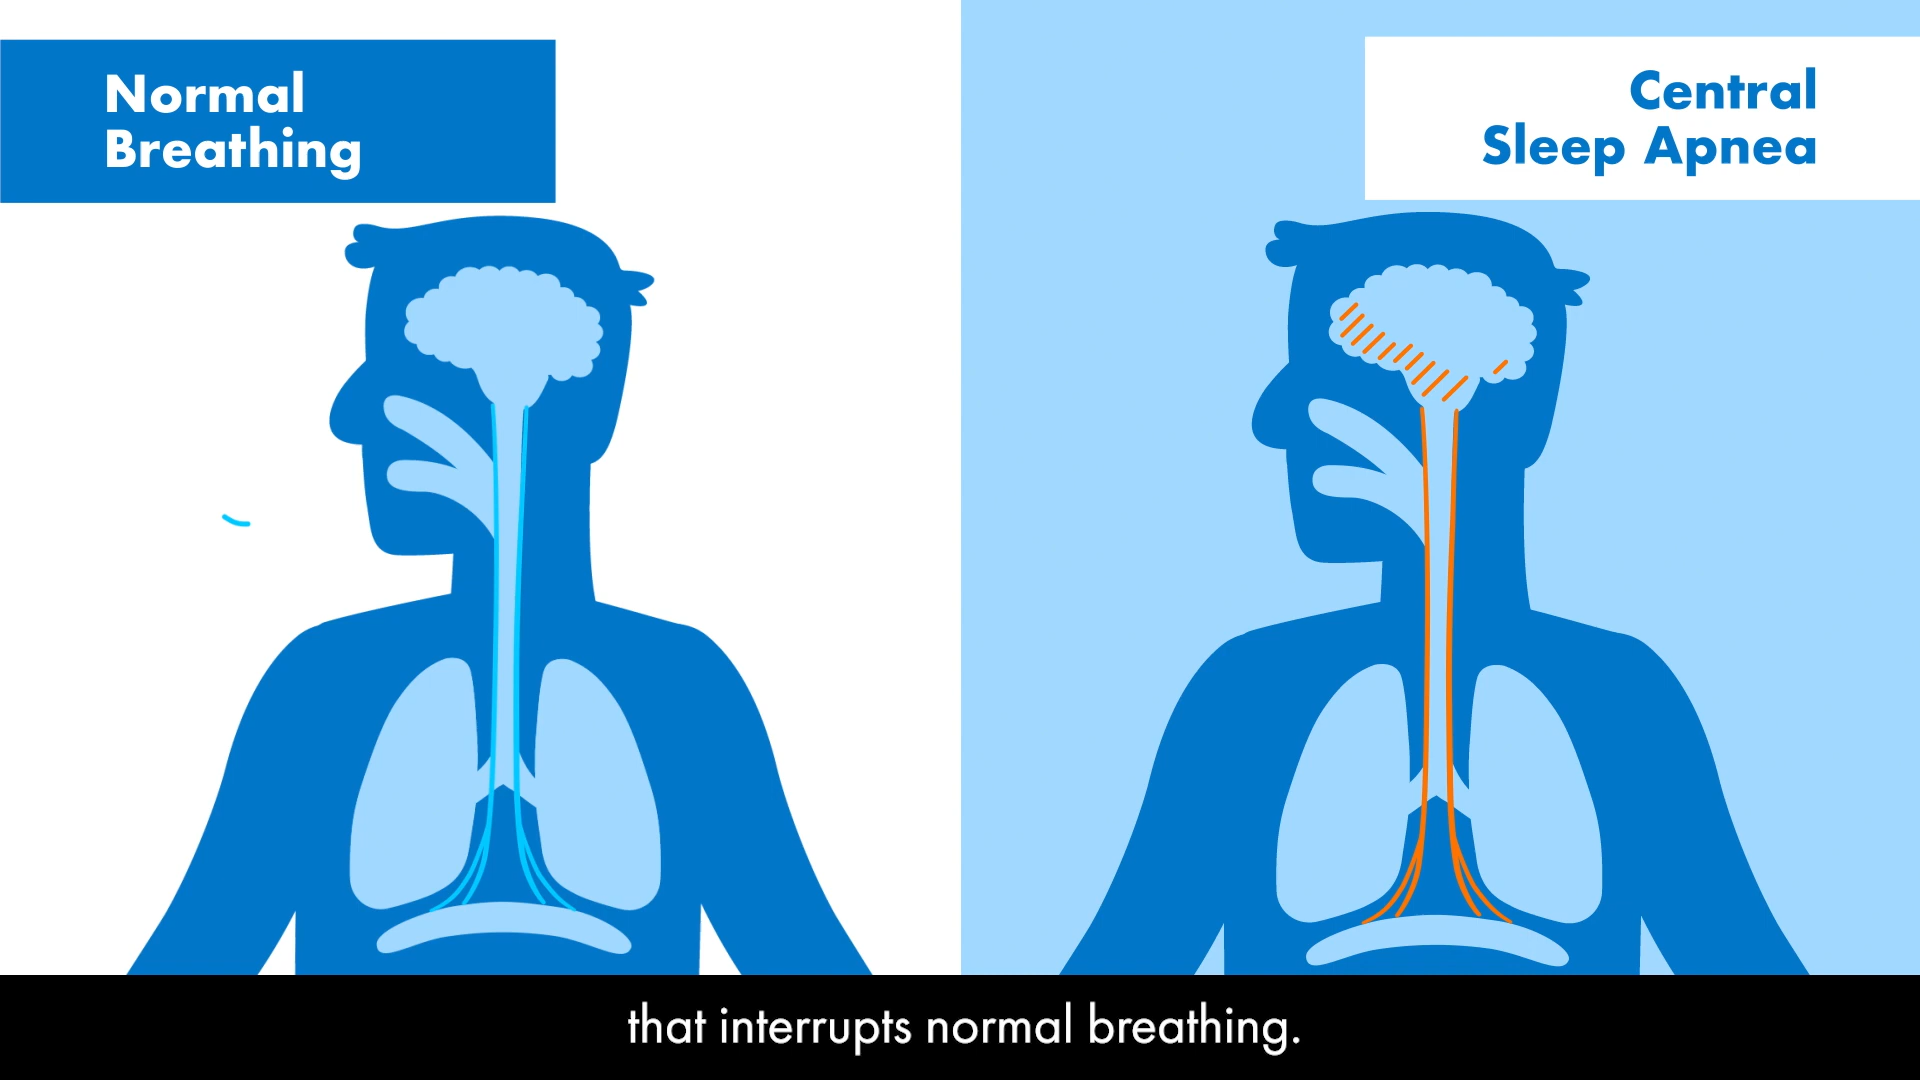 Normal
Breathing
Central
Sleep Apnea
that interrupts normal breathing.